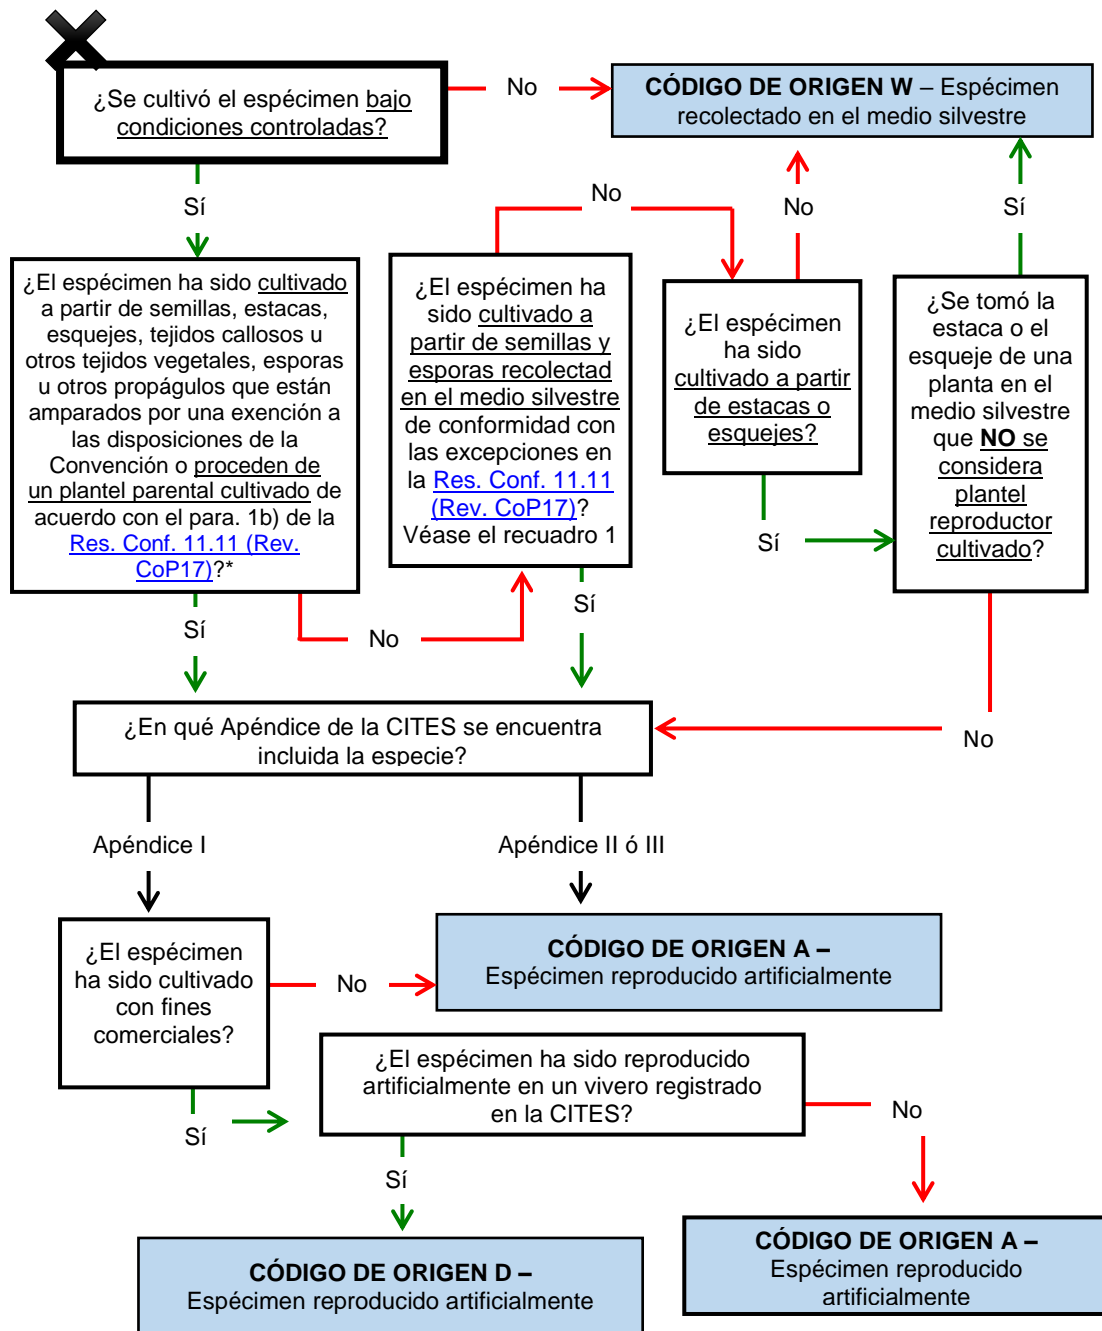 ¿Se cultivó el espécimen bajo
condiciones controladas?
No
CÓDIGO DE ORIGEN W – Espécimen
recolectado en el medio silvestre
Sí
No
No
Sí
¿El espécimen ha sido cultivado
a partir de semillas, estacas,
esquejes, tejidos callosos u
otros tejidos vegetales, esporas
u otros propágulos que están
amparados por una exención a
las disposiciones de la
Convención o proceden de
un plantel parental cultivado de
acuerdo con el para. 1b) de la
Res. Conf. 11.11 (Rev.
CoP17)?*
¿El espécimen ha
sido cultivado a
partir de semillas y
esporas recolectad
en el medio silvestre
de conformidad con
las excepciones en
la Res. Conf. 11.11
(Rev. CoP17)?
Véase el recuadro 1
¿El espécimen
ha sido
cultivado a partir
de estacas o
esquejes?
¿Se tomó la
estaca o el
esqueje de una
planta en el
medio silvestre
que NO se
considera
plantel
reproductor
cultivado?
Sí
Sí
No
Sí
No
¿En qué Apéndice de la CITES se encuentra
incluida la especie?
Apéndice I
Apéndice II ó III
¿El espécimen
ha sido cultivado
con fines
comerciales?
No
CÓDIGO DE ORIGEN A –
Espécimen reproducido artificialmente
Sí
¿El espécimen ha sido reproducido
artificialmente en un vivero registrado
en la CITES?
No
Sí
CÓDIGO DE ORIGEN D –
Espécimen reproducido artificialmente
CÓDIGO DE ORIGEN A –
Espécimen reproducido
artificialmente